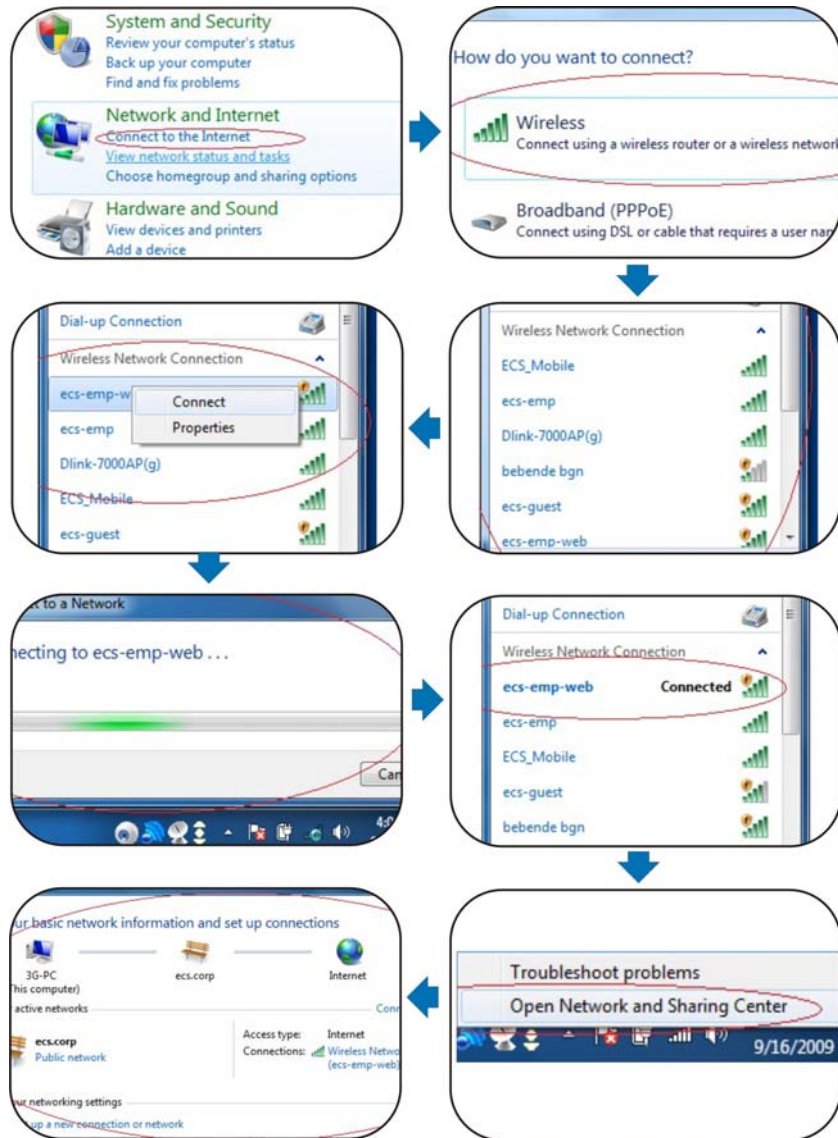 System and Security
Review your computer's status
Back up your computer
Find and fix problems
Network and Internet
Connect to the Internet
View network status and tasks
Choose homegroup and sharing options
Hardware and Sound
View devices and printers
Add a device
How do you want to connect?
Wireless
Connect using a wireless router or a wireless network
Broadband (PPPoE)
Connect using DSL or cable that requires a user nam
Wireless Network Connection
ECS_Mobile
ecs-emp
Dlink-7000AP(g)
bebende bgn
ecs-guest
ecs-emp-web
Dial-up Connection
Wireless Network Connection
ecs-emp-w
Connect
Properties
ecs-emp
Dlink-7000AP(g)
ECS_Mobile
ecs-guest
ct to a Network
necting to ecs-emp-web . . .
Can
4:0
Dial-up Connection
Wireless Network Connection
ecs-emp-web Connected
ecs-emp
ECS_Mobile
ecs-guest
bebende bgn
Troubleshoot problems
Open Network and Sharing Center
9/16/2009
ur basic network information and set up connections
3G-PC
This computer)
ecs.corp
Internet
active networks
Conn
ecs.corp
Public network
Access type: Internet
Connections: Wireless Netwo
(ecs-emp-web)
ur networking settings
up a new connection or network